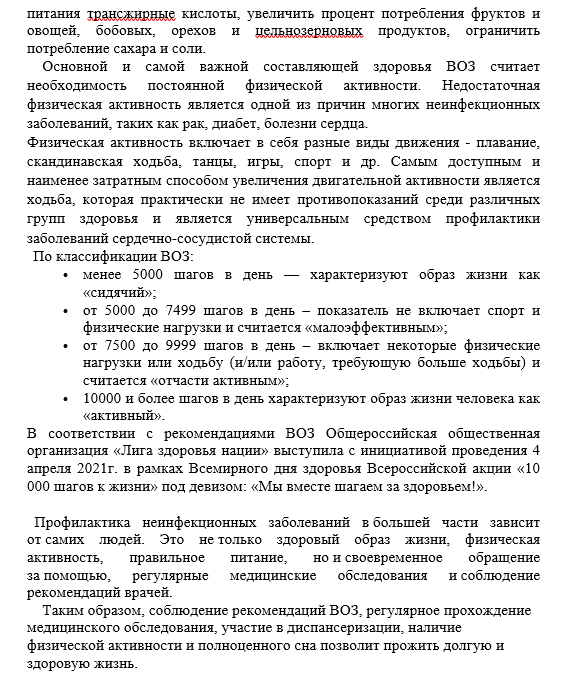 питания трансжирные кислоты, увеличить процент потребления фруктов и
овощей, бобовых, орехов и цельнозерновых продуктов, ограничить
потребление сахара и соли.
Основной и самой важной составляющей здоровья ВОЗ считает
необходимость постоянной физической активности. Недостаточная
физическая активность является одной из причин многих неинфекционных
заболеваний, таких как рак, диабет, болезни сердца.
Физическая активность включает в себя разные виды движения - плавание,
скандинавская ходьба, танцы, игры, спорт и др. Самым доступным и
наименее затратным способом увеличения двигательной активности является
ходьба, которая практически не имеет противопоказаний среди различных
групп здоровья и является универсальным средством профилактики
заболеваний сердечно-сосудистой системы.
По классификации ВОЗ:
• менее 5000 шагов в день — характеризуют образ жизни как
«сидячий»;
• от 5000 до 7499 шагов в день – показатель не включает спорт и
физические нагрузки и считается «малоэффективным»;
• от 7500 до 9999 шагов в день – включает некоторые физические
нагрузки или ходьбу (и/или работу, требующую больше ходьбы) и
считается «отчасти активным»;
• 10000 и более шагов в день характеризуют образ жизни человека как
«активный».
В соответствии с рекомендациями ВОЗ Общероссийская общественная
организация «Лига здоровья нации» выступила с инициативой проведения 4
апреля 2021г. в рамках Всемирного дня здоровья Всероссийской акции «10
000 шагов к жизни» под девизом: «Мы вместе шагаем за здоровьем!».
Профилактика неинфекционных заболеваний в большей части зависит
от самих людей. Это не только здоровый образ жизни, физическая
активность, правильное питание, но и своевременное обращение
за помощью, регулярные медицинские обследования и соблюдение
рекомендаций врачей.
Таким образом, соблюдение рекомендаций ВОЗ, регулярное прохождение
медицинского обследования, участие в диспансеризации, наличие
физической активности и полноценного сна позволит прожить долгую и
здоровую жизнь.